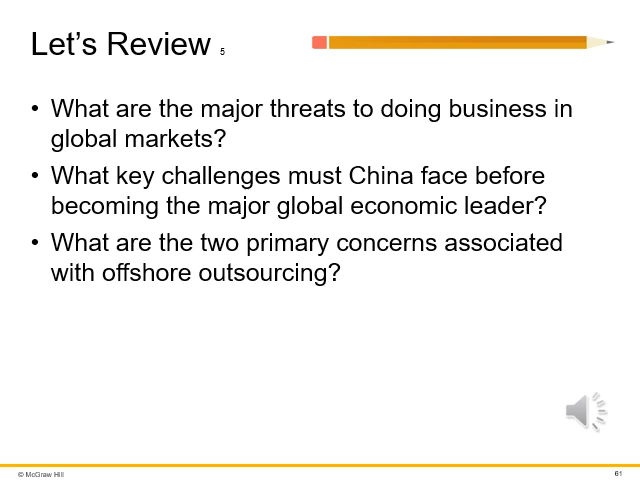 Let’s Review 5
• What are the major threats to doing business in
global markets?
• What key challenges must China face before
becoming the major global economic leader?
• What are the two primary concerns associated
with offshore outsourcing?
© McGraw Hill
61